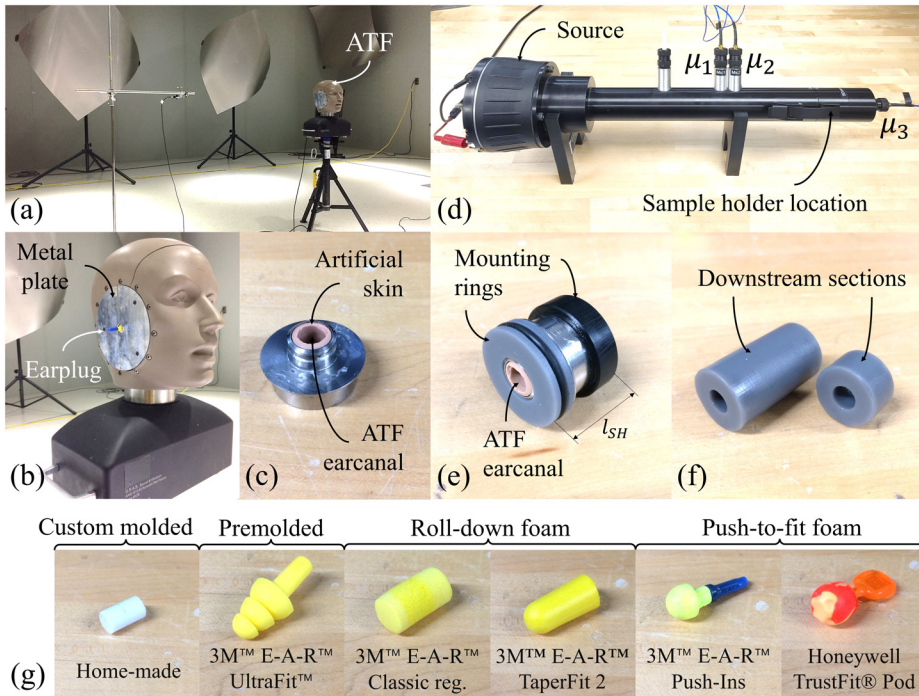 ATF
(a)
Source
μ1
μ2
μ3
Sample holder location
(d)
Metal
plate
Earplug
(b)
Artificial
skin
ATF
earcanal
(c)
Mounting
rings
ATF
earcanal
lSH
(e)
Downstream sections
(f)
Custom molded
Premolded
Roll-down foam
Push-to-fit foam
(g)
Home-made
3M™ E-A-R™
UltraFit™
3M™ E-A-R™
Classic reg.
3M™ E-A-R™
TaperFit 2
3M™ E-A-R™
Push-Ins
Honeywell
TrustFit® Pod